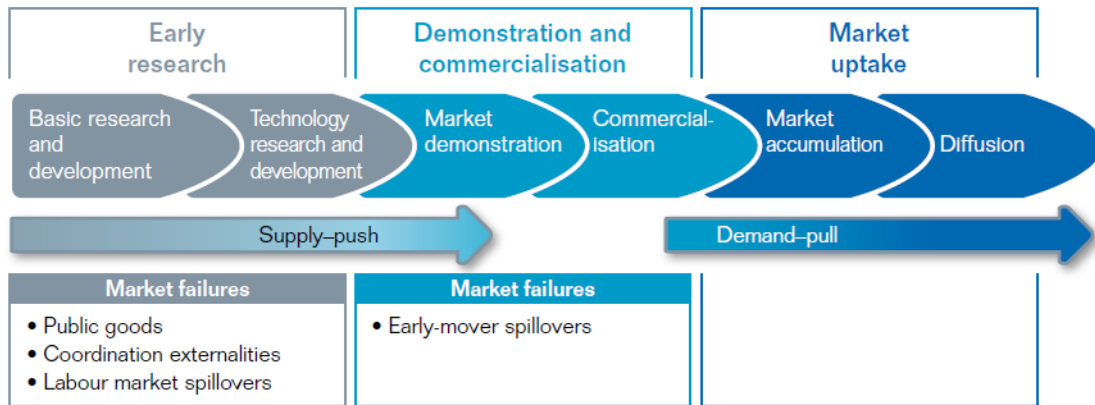 Early
research
Demonstration and
commercialisation
Market
uptake
Basic research
and
development
Technology
research and
development
Market
demonstration
Commercial-
isation
Market
accumulation
Diffusion
Supply–push
Demand–pull
Market failures
• Public goods
• Coordination externalities
• Labour market spillovers
Market failures
• Early-mover spillovers